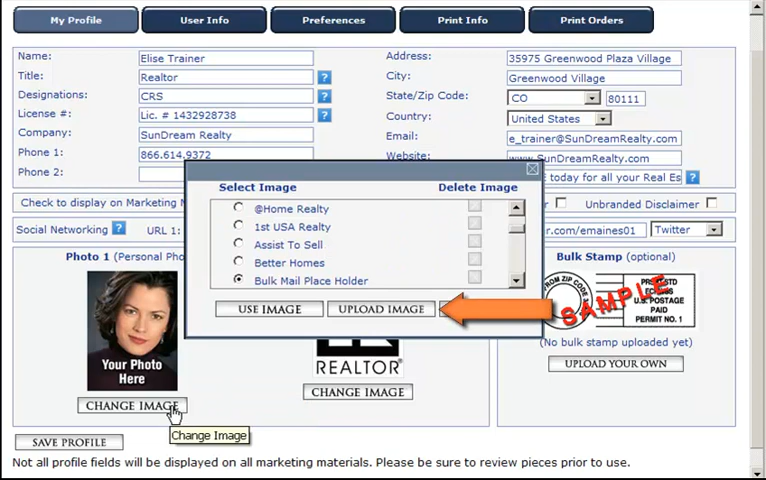 My Profile User Info Preferences Print Info Print Orders
Name: Elise Trainer Address: 35975 Greenwood Plaza Village
Title: Realtor ? City: Greenwood Village
Designations: CRS ? State/Zip Code: CO 80111
License #: Lic. # 1432928738 ? Country: United States
Company: SunDream Realty Email: e_trainer@SunDreamRealty.com
Phone 1: 866.614.9372 Website: www.SunDreamRealty.com
Phone 2: today for all your Real Es ?
Select Image Delete Image
@Home Realty
1st USA Realty
Assist To Sell
Better Homes
Bulk Mail Place Holder
USE IMAGE UPLOAD IMAGE
Check to display on Marketing Unbranded Disclaimer
Social Networking ? URL 1: r.com/emaines01 Twitter
Photo 1 (Personal Pho Bulk Stamp (optional)
Your Photo
Here
CHANGE IMAGE
Change Image
REALTOR
CHANGE IMAGE
FROM ZIP CODE
PRSRT STD
ECRWSS
U.S. POSTAGE
PAID
PERMIT NO. 1
SAMPLE
(No bulk stamp uploaded yet)
UPLOAD YOUR OWN
SAVE PROFILE
Not all profile fields will be displayed on all marketing materials. Please be sure to review pieces prior to use.